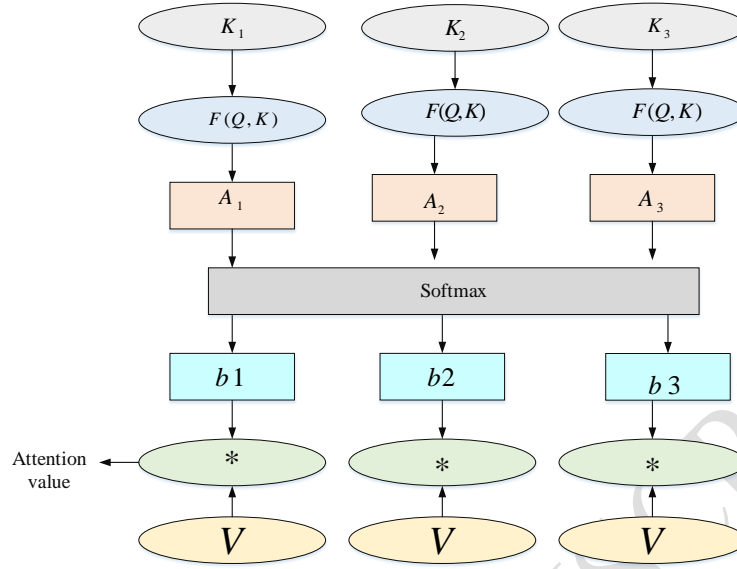 K₁ K₂ K₃
F(Q,K) F(Q,K) F(Q,K)
A₁ A₂ A₃
Softmax
b1 b2 b3
Attention
value
* * *
V V V